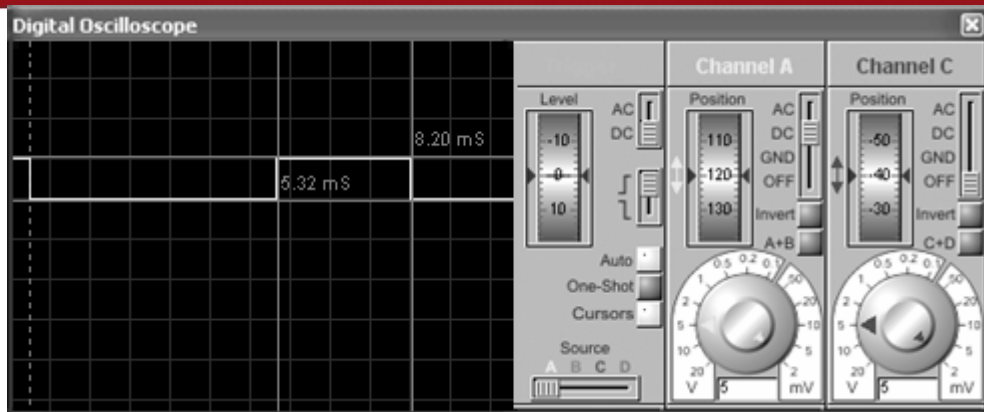 Digital Oscilloscope
8.20 mS
5.32 mS
Trigger
Level
AC
DC
-10
0
10
Auto
One-Shot
Cursors
Source
A B C D
Channel A
Position
AC
DC
GND
OFF
110
120
130
Invert
A+B
0.5 0.2 0.1
1 50
2 20
5 10
10 5
20 2
V 5 mV
Channel C
Position
AC
DC
GND
OFF
-50
-40
-30
Invert
C+D
0.5 0.2 0.1
1 50
2 20
5 10
10 5
20 2
V 5 mV